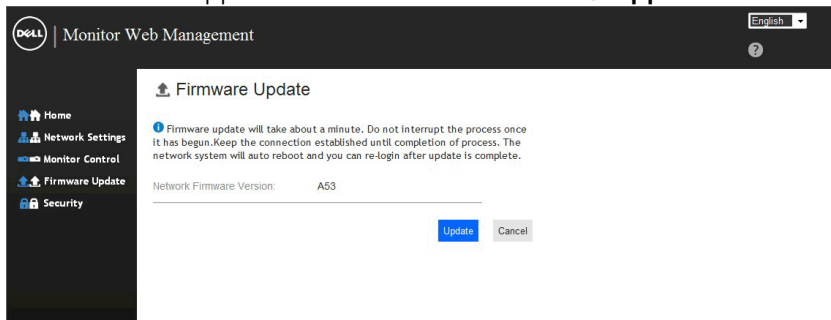 DELL | Monitor Web Management
English
?
Firmware Update
Home
Network Settings
Monitor Control
Firmware Update
Security
Firmware update will take about a minute. Do not interrupt the process once
it has begun.Keep the connection established until completion of process. The
network system will auto reboot and you can re-login after update is complete.
Network Firmware Version: A53
Update Cancel